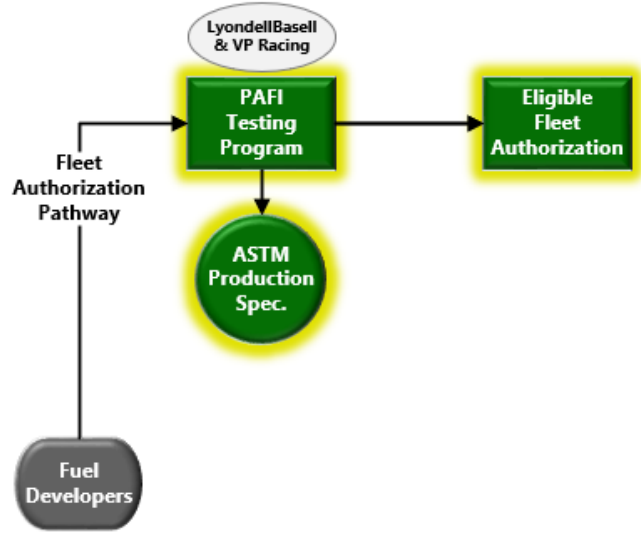 LyondellBasell
& VP Racing
PAFI
Testing
Program
Eligible
Fleet
Authorization
Fleet
Authorization
Pathway
ASTM
Production
Spec.
Fuel
Developers